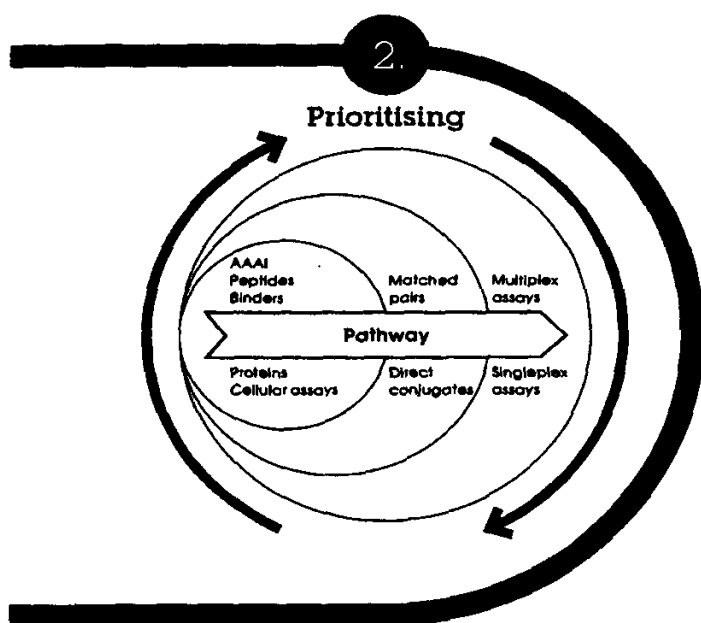 2.
Prioritising
AAAI
Peptides
Binders
Matched
pairs
Multiplex
assays
Pathway
Proteins
Cellular assays
Direct
conjugates
Singleplex
assays